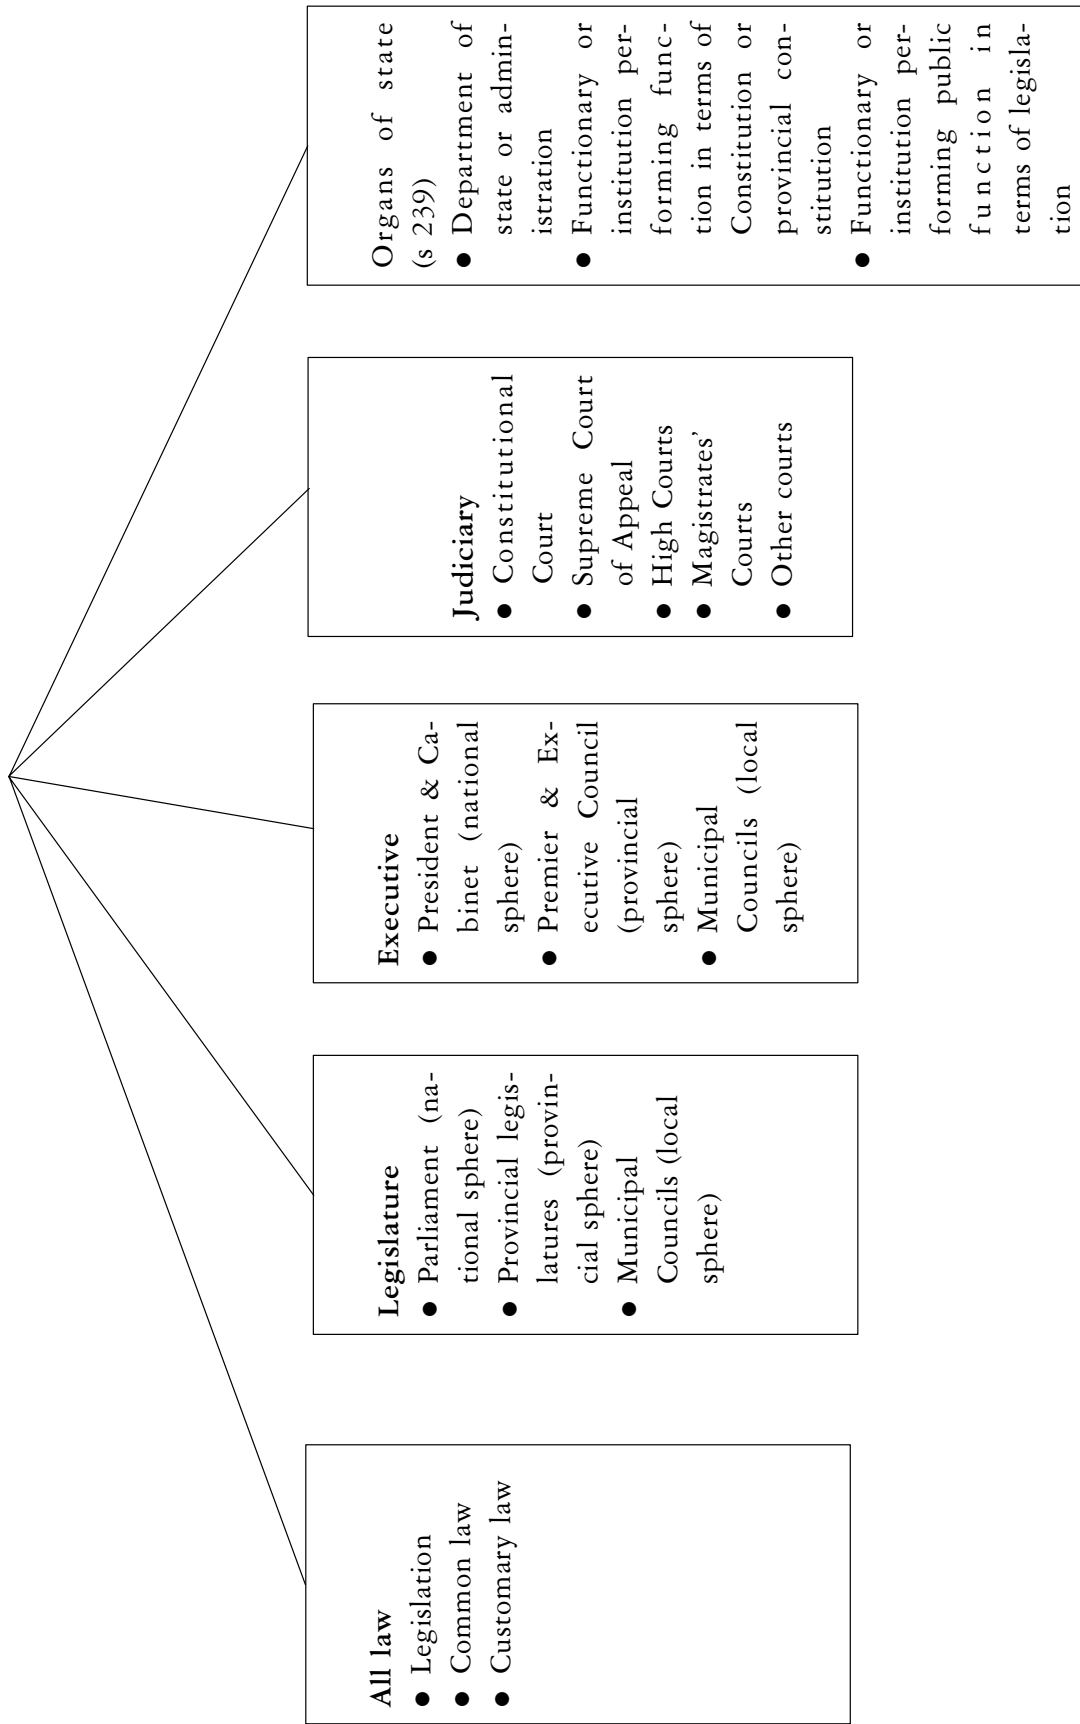 All law
● Legislation
● Common law
● Customary law
Legislature
● Parliament (na-
tional sphere)
● Provincial legis-
latures (provin-
cial sphere)
● Municipal
Councils (local
sphere)
Executive
● President & Ca-
binet (national
sphere)
● Premier & Ex-
ecutive Council
(provincial
sphere)
● Municipal
Councils (local
sphere)
Judiciary
● Constitutional
Court
● Supreme Court
of Appeal
● High Courts
● Magistrates’
Courts
● Other courts
Organs of state
(s 239)
● Department of
state or admin-
istration
● Functionary or
institution per-
forming func-
tion in terms of
Constitution or
provincial con-
stitution
● Functionary or
institution per-
forming public
function in
terms of legisla-
tion